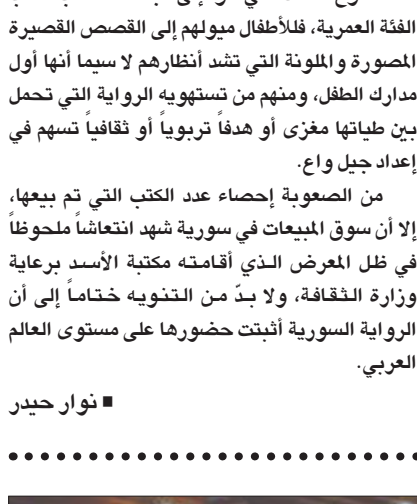 الفئة العمرية، فللأطفال ميولهم إلى القصص القصيرة
المصورة والملونة التي تشد أنظارهم لا سيما أنها أول
مدارك الطفل، ومنهم من تستهويه الرواية التي تحمل
بين طياتها مغزى أو هدفاً تربوياً أو ثقافياً تسهم في
إعداد جيل واع.
من الصعوبة إحصاء عدد الكتب التي تم بيعها،
إلا أن سوق المبيعات في سورية شهد انتعاشاً ملحوظاً
في ظل المعرض الذي أقامته مكتبة الأسد برعاية
وزارة الثقافة، ولا بدّ من التنويه ختاماً إلى أن
الرواية السورية أثبتت حضورها على مستوى العالم
العربي.
■ نوار حيدر